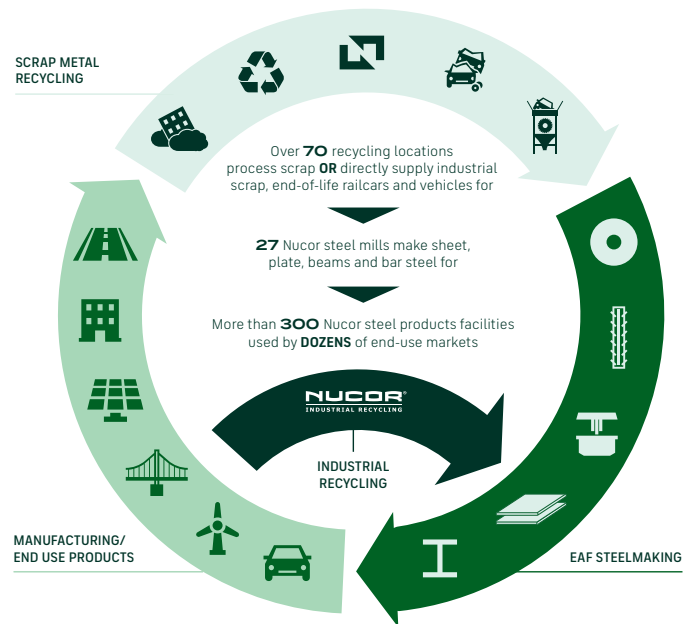 SCRAP METAL
RECYCLING
Over 70 recycling locations
process scrap OR directly supply industrial
scrap, end-of-life railcars and vehicles for
27 Nucor steel mills make sheet,
plate, beams and bar steel for
More than 300 Nucor steel products facilities
used by DOZENS of end-use markets
NUCOR®
INDUSTRIAL RECYCLING
INDUSTRIAL
RECYCLING
MANUFACTURING/
END USE PRODUCTS
EAF STEELMAKING